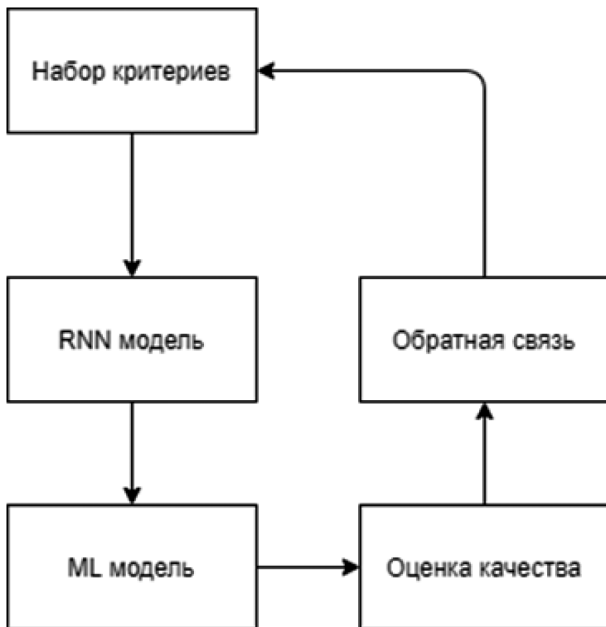 Набор критериев
RNN модель
Обратная связь
ML модель
Оценка качества